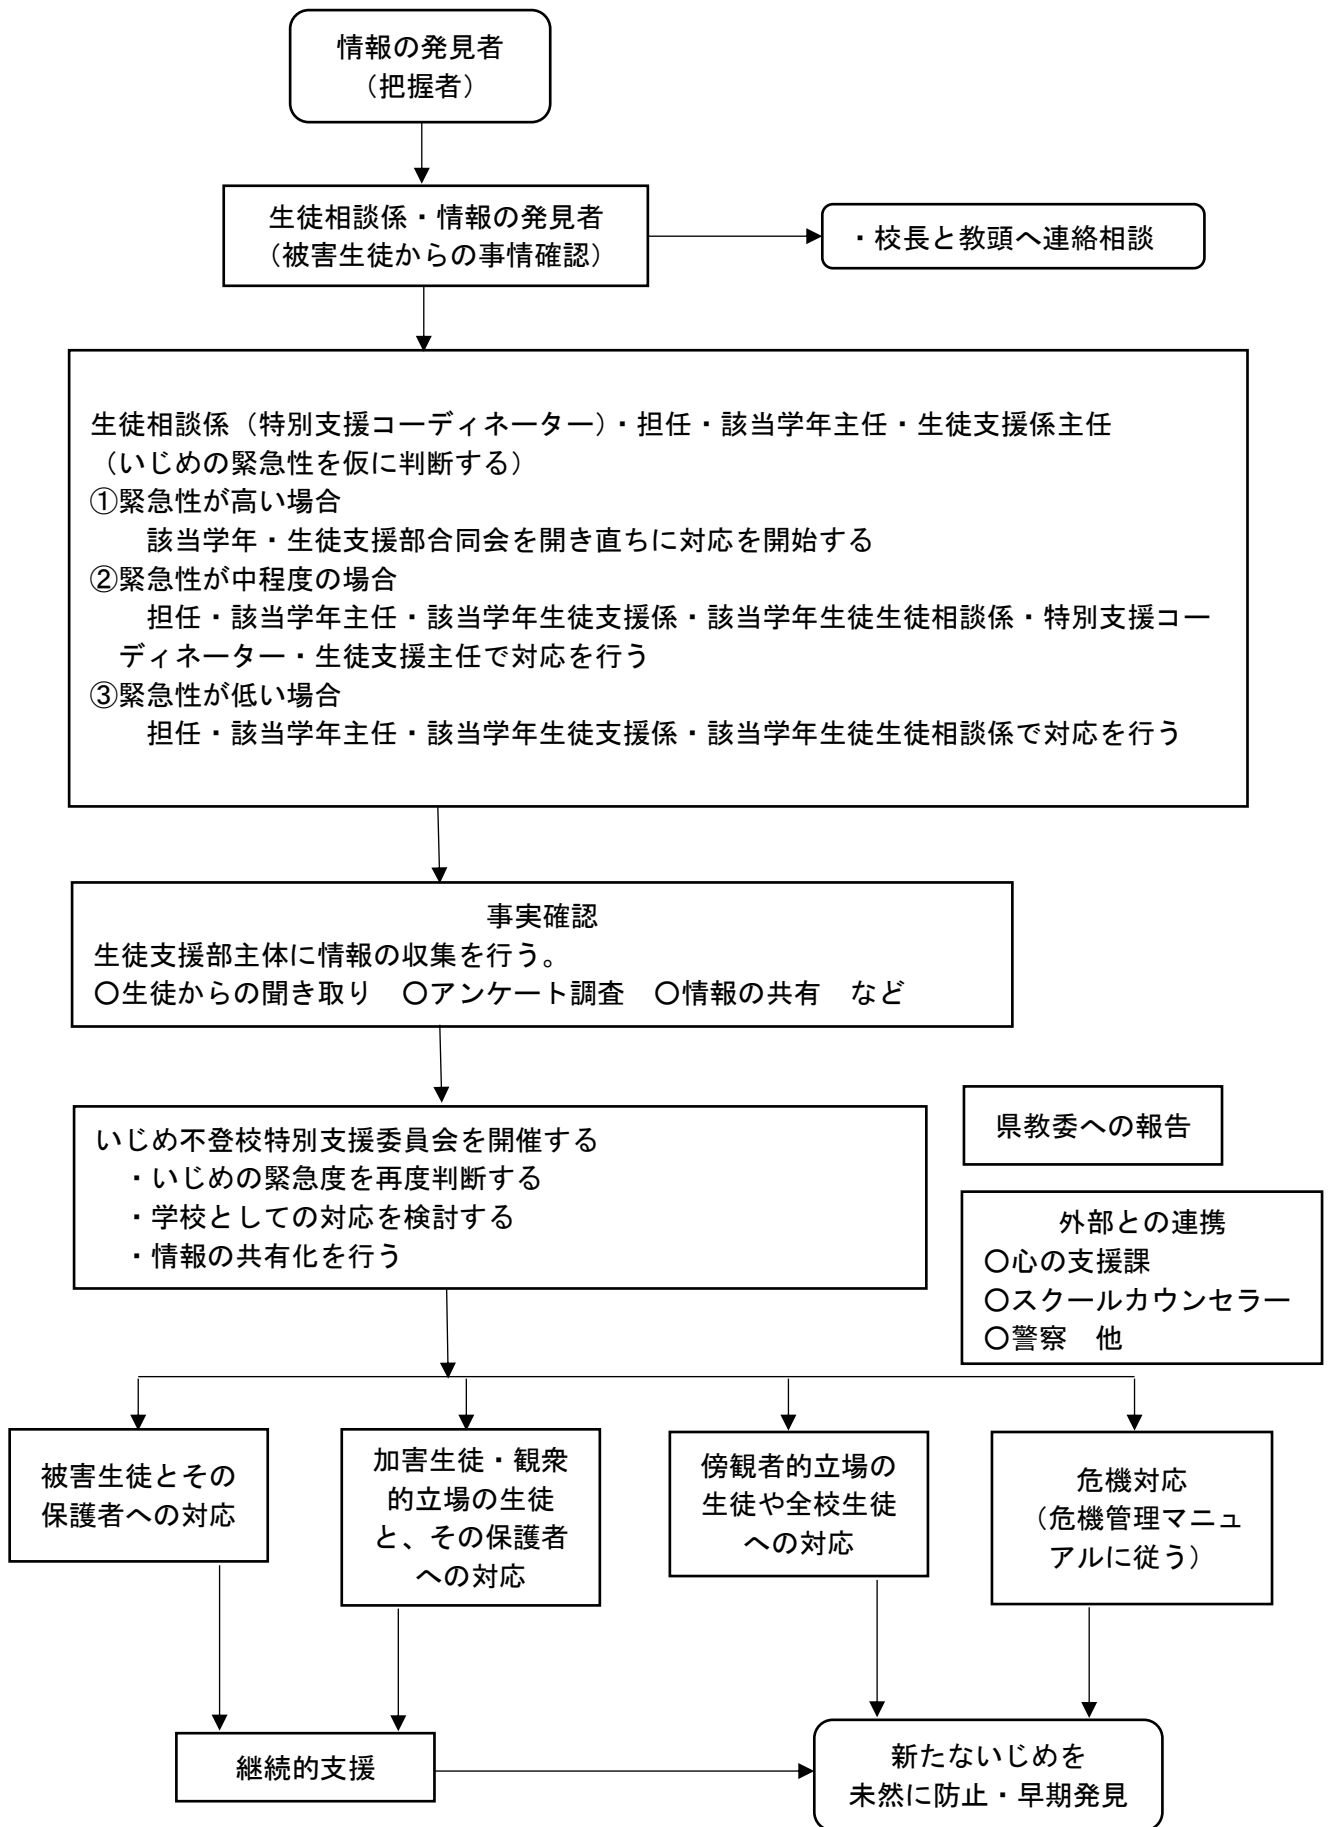 情報の発見者
（把握者）
生徒相談係・情報の発見者
（被害生徒からの事情確認）
・校長と教頭へ連絡相談
生徒相談係（特別支援コーディネーター）・担任・該当学年主任・生徒支援係主任
（いじめの緊急性を仮に判断する）
①緊急性が高い場合
該当学年・生徒支援部合同会を開き直ちに対応を開始する
②緊急性が中程度の場合
担任・該当学年主任・該当学年生徒支援係・該当学年生徒生徒相談係・特別支援コー
ディネーター・生徒支援主任で対応を行う
③緊急性が低い場合
担任・該当学年主任・該当学年生徒支援係・該当学年生徒生徒相談係で対応を行う
事実確認
生徒支援部主体に情報の収集を行う。
〇生徒からの聞き取り　〇アンケート調査　〇情報の共有　など
いじめ不登校特別支援委員会を開催する
・いじめの緊急度を再度判断する
・学校としての対応を検討する
・情報の共有化を行う
県教委への報告
外部との連携
〇心の支援課
〇スクールカウンセラー
〇警察　他
被害生徒とその
保護者への対応
加害生徒・観衆
的立場の生徒
と、その保護者
への対応
傍観者的立場の
生徒や全校生徒
への対応
危機対応
（危機管理マニュ
アルに従う）
継続的支援
新たないじめを
未然に防止・早期発見